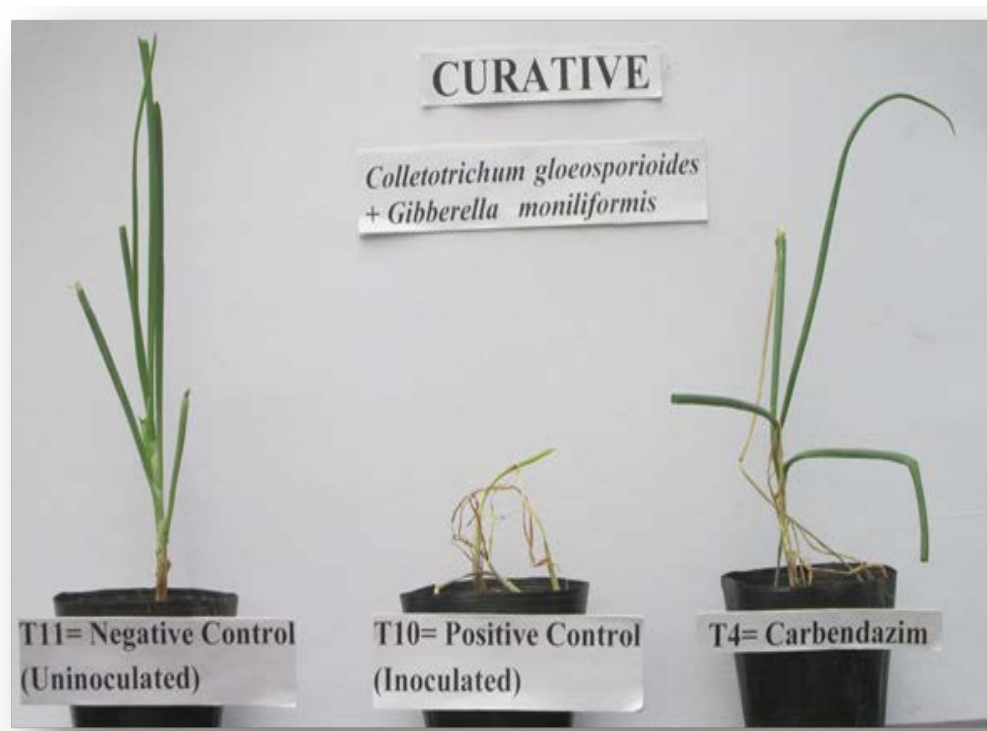 CURATIVE
Colletotrichum gloeosporioides
+ Gibberella moniliformis
T11= Negative Control
(Uninoculated)
T10= Positive Control
(Inoculated)
T4= Carbendazim